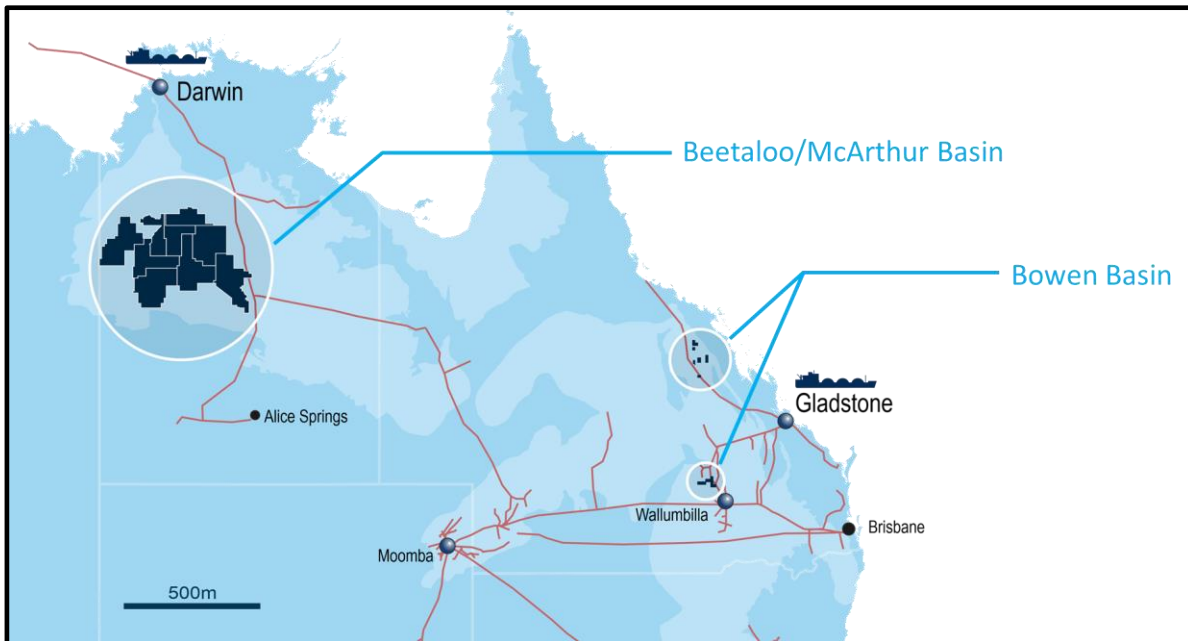 Darwin
Beetaloo/McArthur Basin
Bowen Basin
Gladstone
Alice Springs
Wallumbilla
Brisbane
Moomba
500m